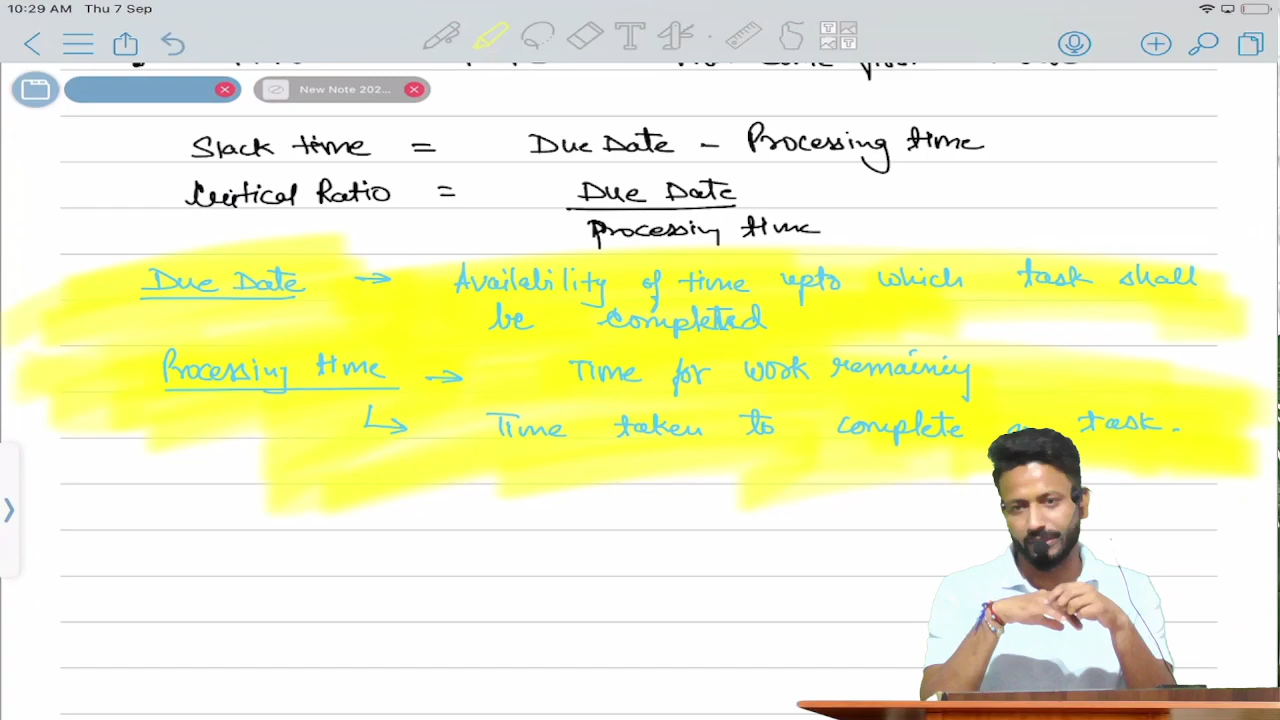 10:29 AM Thu 7 Sep
New Note 202...
Slack time = Due Date - Processing time
Critical Ratio = Due Date
Processing time
Due Date → Availability of time upto which task shall
be completed
Processing time → Time for work remaining
↳ Time taken to complete a task.